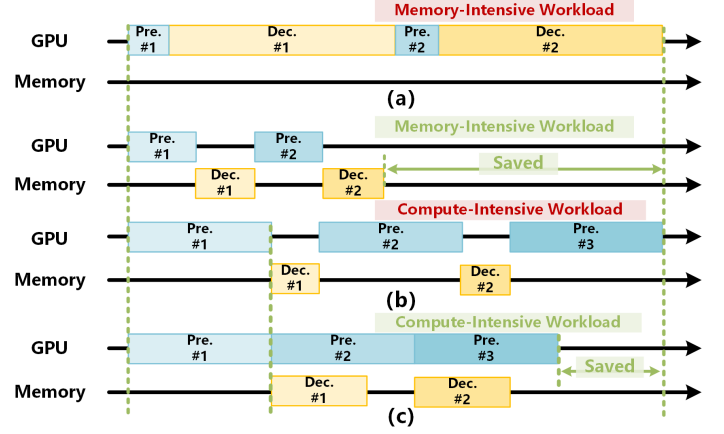 Memory-Intensive Workload
GPU
Pre.
#1
Dec.
#1
Pre.
#2
Dec.
#2
Memory
(a)
Memory-Intensive Workload
GPU
Pre.
#1
Pre.
#2
Saved
Memory
Dec.
#1
Dec.
#2
Compute-Intensive Workload
GPU
Pre.
#1
Pre.
#2
Pre.
#3
Memory
Dec.
#1
Dec.
#2
(b)
Compute-Intensive Workload
GPU
Pre.
#1
Pre.
#2
Pre.
#3
Saved
Memory
Dec.
#1
Dec.
#2
(c)